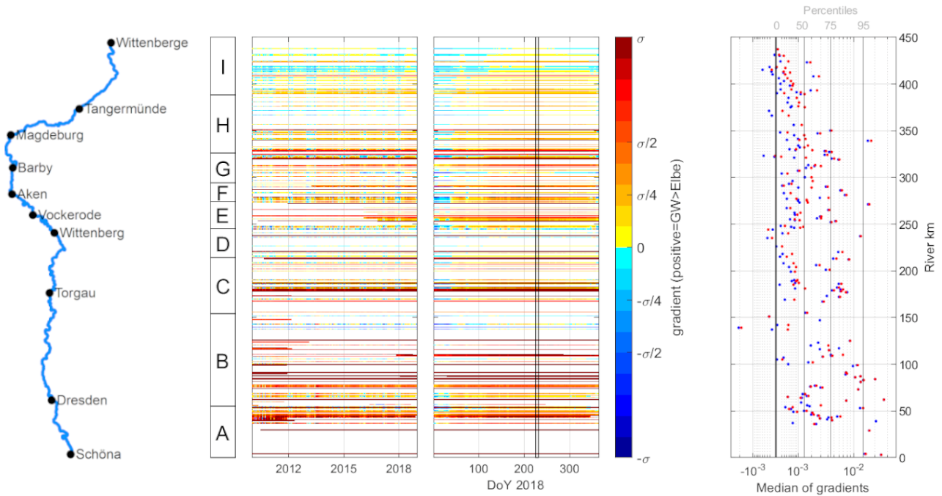 Wittenberge
Tangermünde
Magdeburg
Barby
Aken
Vockerode
Wittenberg
Torgau
Dresden
Schöna
I
H
G
F
E
D
C
B
A
2012
2015
2018
0
100
200
300
DoY 2018
σ
σ/2
σ/4
0
-σ/4
-σ/2
-σ
gradient (positive=GW>Elbe)
Percentiles
0
50
75
95
450
400
350
300
250
200
150
100
50
0
River km
-10-3
10-3
10-2
Median of gradients